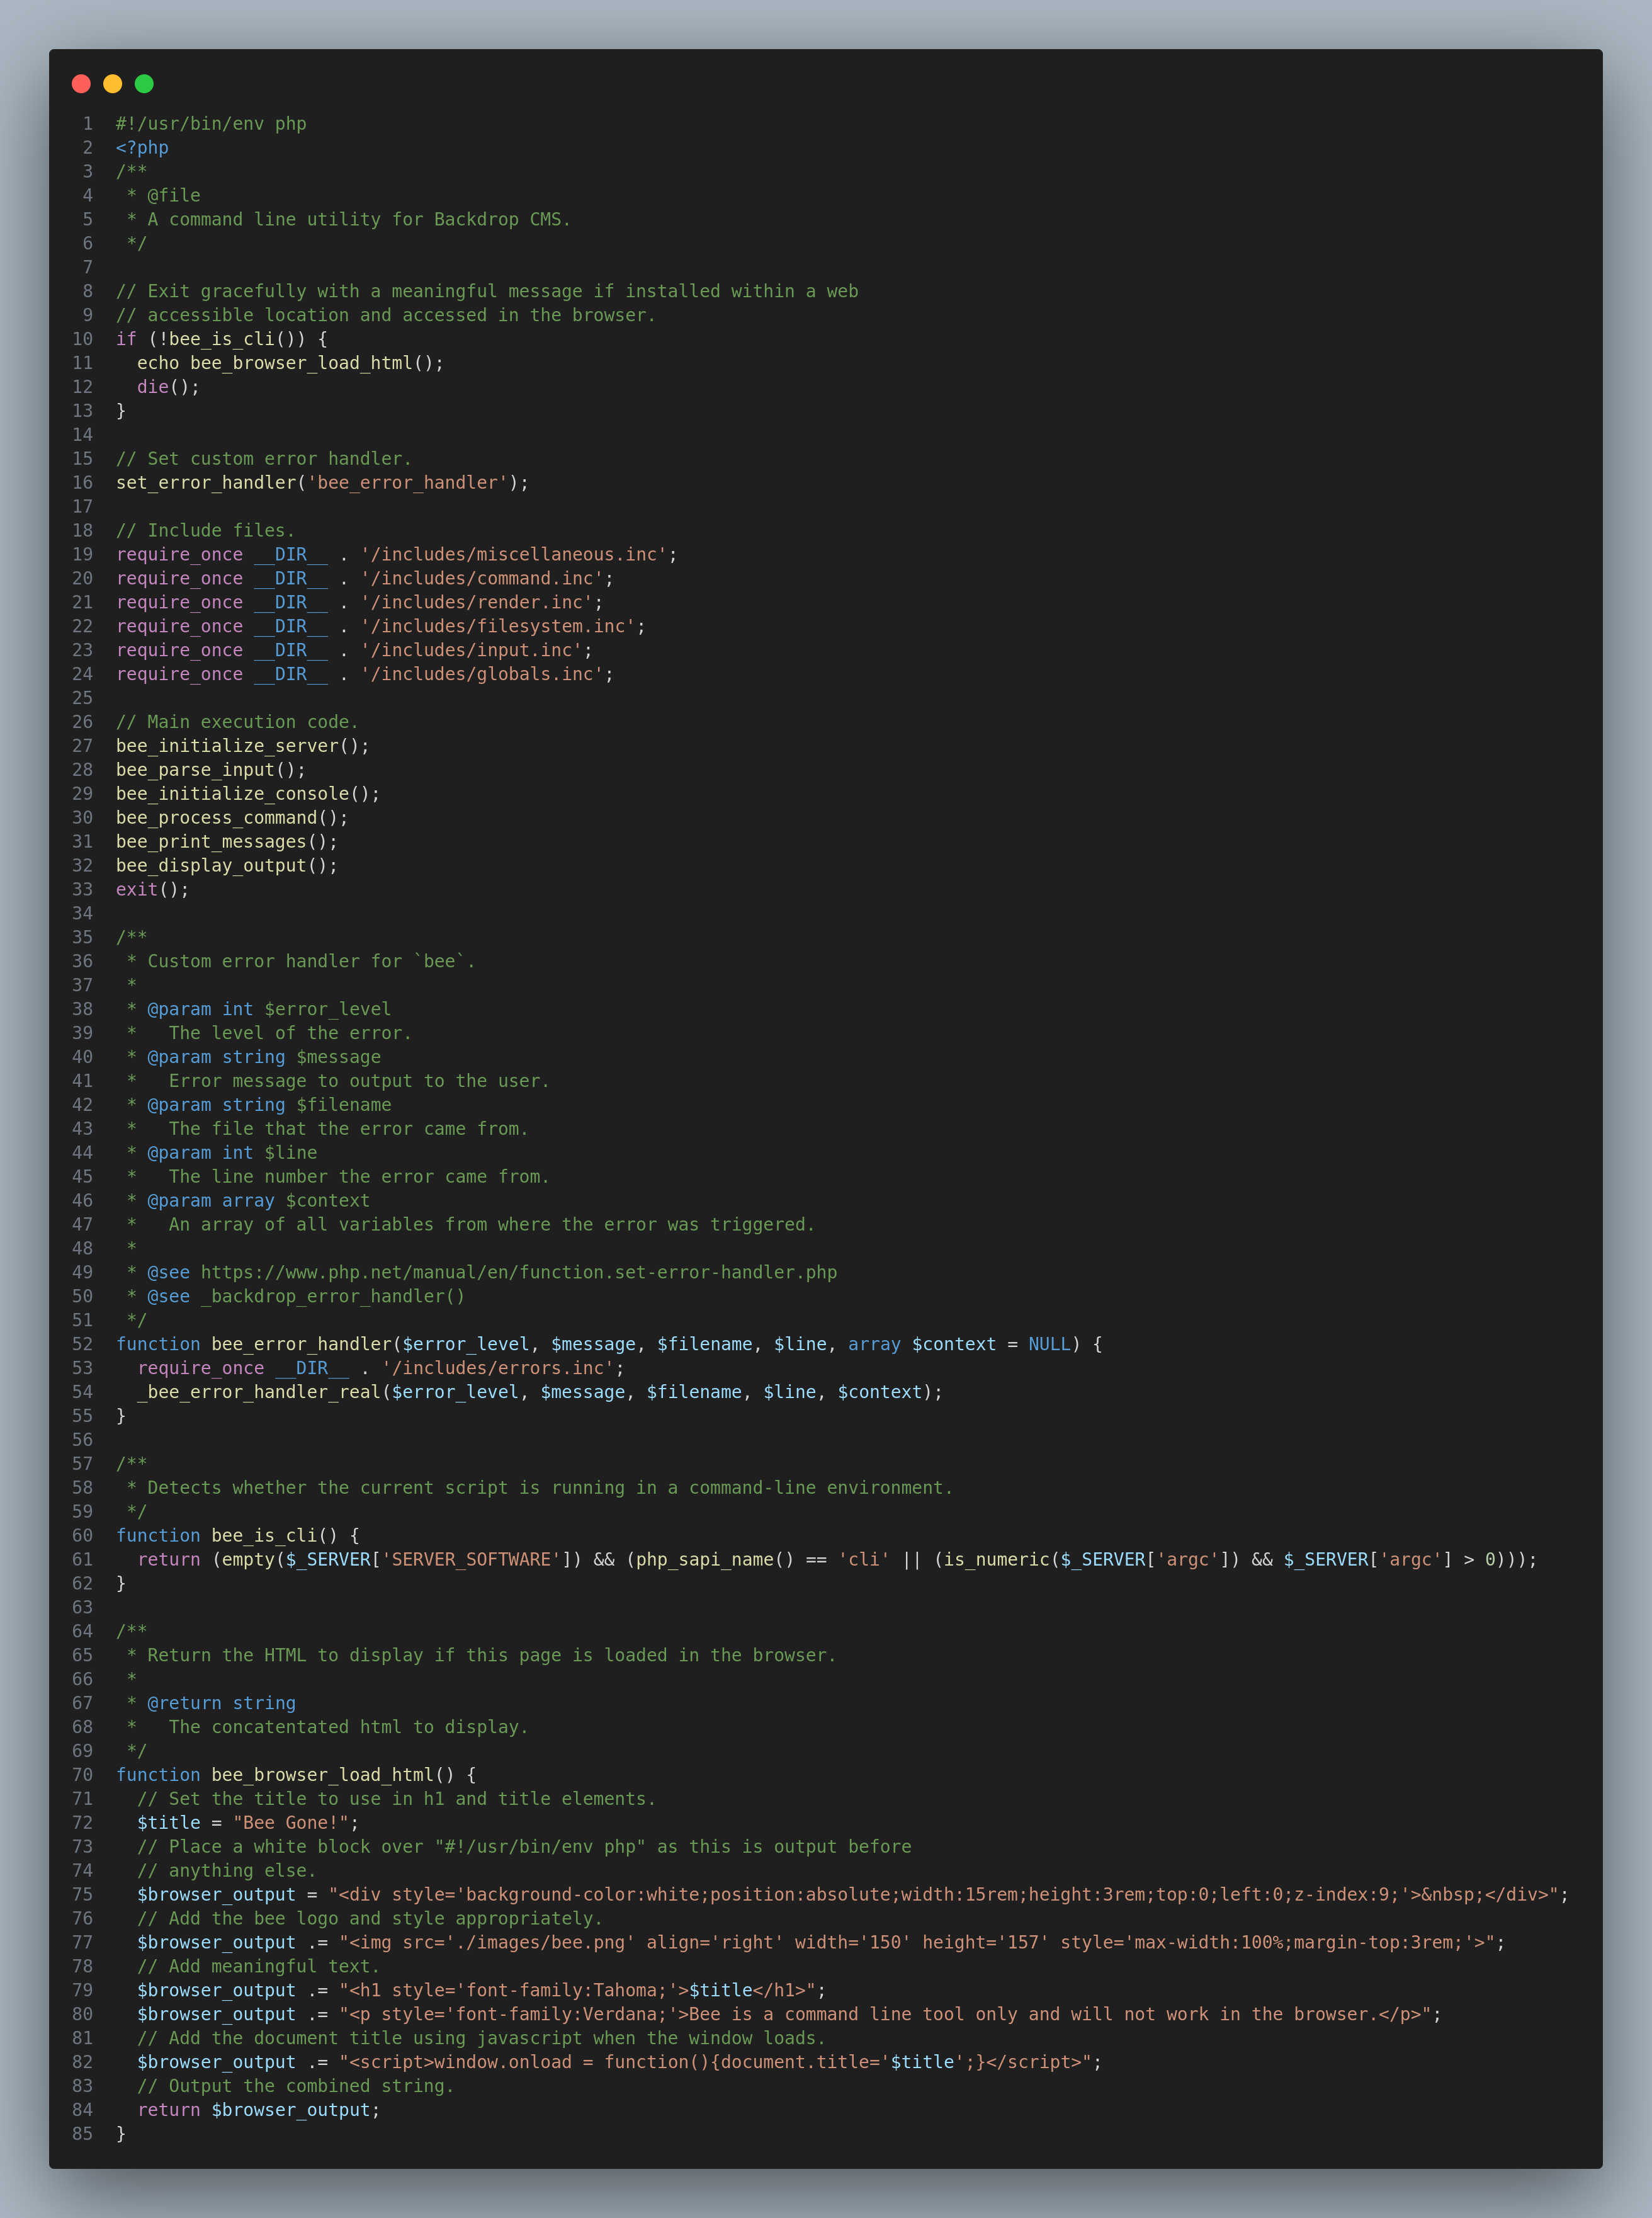 1 #!/usr/bin/env php
2 <?php
3 /**
4  * @file
5  * A command line utility for Backdrop CMS.
6  */
7
8 // Exit gracefully with a meaningful message if installed within a web
9 // accessible location and accessed in the browser.
10 if (!bee_is_cli()) {
11   echo bee_browser_load_html();
12   die();
13 }
14
15 // Set custom error handler.
16 set_error_handler('bee_error_handler');
17
18 // Include files.
19 require_once __DIR__ . '/includes/miscellaneous.inc';
20 require_once __DIR__ . '/includes/command.inc';
21 require_once __DIR__ . '/includes/render.inc';
22 require_once __DIR__ . '/includes/filesystem.inc';
23 require_once __DIR__ . '/includes/input.inc';
24 require_once __DIR__ . '/includes/globals.inc';
25
26 // Main execution code.
27 bee_initialize_server();
28 bee_parse_input();
29 bee_initialize_console();
30 bee_process_command();
31 bee_print_messages();
32 bee_display_output();
33 exit();
34
35 /**
36  * Custom error handler for `bee`.
37  *
38  * @param int $error_level
39  *   The level of the error.
40  * @param string $message
41  *   Error message to output to the user.
42  * @param string $filename
43  *   The file that the error came from.
44  * @param int $line
45  *   The line number the error came from.
46  * @param array $context
47  *   An array of all variables from where the error was triggered.
48  *
49  * @see https://www.php.net/manual/en/function.set-error-handler.php
50  * @see _backdrop_error_handler()
51  */
52 function bee_error_handler($error_level, $message, $filename, $line, array $context = NULL) {
53   require_once __DIR__ . '/includes/errors.inc';
54   _bee_error_handler_real($error_level, $message, $filename, $line, $context);
55 }
56
57 /**
58  * Detects whether the current script is running in a command-line environment.
59  */
60 function bee_is_cli() {
61   return (empty($_SERVER['SERVER_SOFTWARE']) && (php_sapi_name() == 'cli' || (is_numeric($_SERVER['argc']) && $_SERVER['argc'] > 0)));
62 }
63
64 /**
65  * Return the HTML to display if this page is loaded in the browser.
66  *
67  * @return string
68  *   The concatentated html to display.
69  */
70 function bee_browser_load_html() {
71   // Set the title to use in h1 and title elements.
72   $title = "Bee Gone!";
73   // Place a white block over "#!/usr/bin/env php" as this is output before
74   // anything else.
75   $browser_output = "<div style='background-color:white;position:absolute;width:15rem;height:3rem;top:0;left:0;z-index:9;'>&nbsp;</div>";
76   // Add the bee logo and style appropriately.
77   $browser_output .= "<img src='./images/bee.png' align='right' width='150' height='157' style='max-width:100%;margin-top:3rem;'>";
78   // Add meaningful text.
79   $browser_output .= "<h1 style='font-family:Tahoma;'>$title</h1>";
80   $browser_output .= "<p style='font-family:Verdana;'>Bee is a command line tool only and will not work in the browser.</p>";
81   // Add the document title using javascript when the window loads.
82   $browser_output .= "<script>window.onload = function(){document.title='$title';}</script>";
83   // Output the combined string.
84   return $browser_output;
85 }